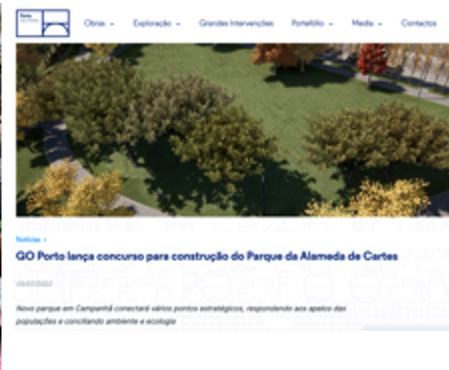 Porto.
Obras Exploração Grandes Intervenções Portefólio Media Contactos
Notícias >
GO Porto lança concurso para construção do Parque da Alameda de Cartes
Novo parque em Campanhã conectará vários pontos estratégicos, respondendo aos apelos das
populações e conciliando ambiente e ecologia